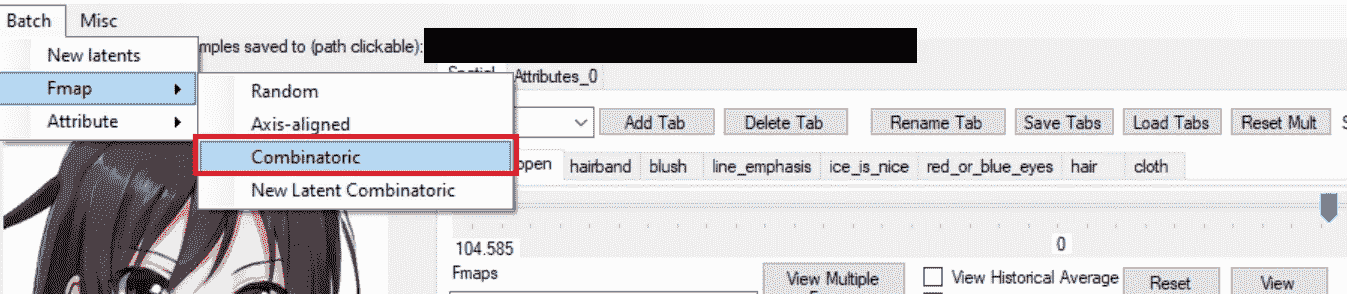 Batch Misc
New latents
mples saved to (path clickable):
Fmap
Random
Attributes_0
Attribute
Axis-aligned
Add Tab Delete Tab Rename Tab Save Tabs Load Tabs Reset Mult
Combinatoric
open hairband blush line_emphasis ice_is_nice red_or_blue_eyes hair cloth
New Latent Combinatoric
104.585 0
Fmaps View Multiple View Historical Average Reset View